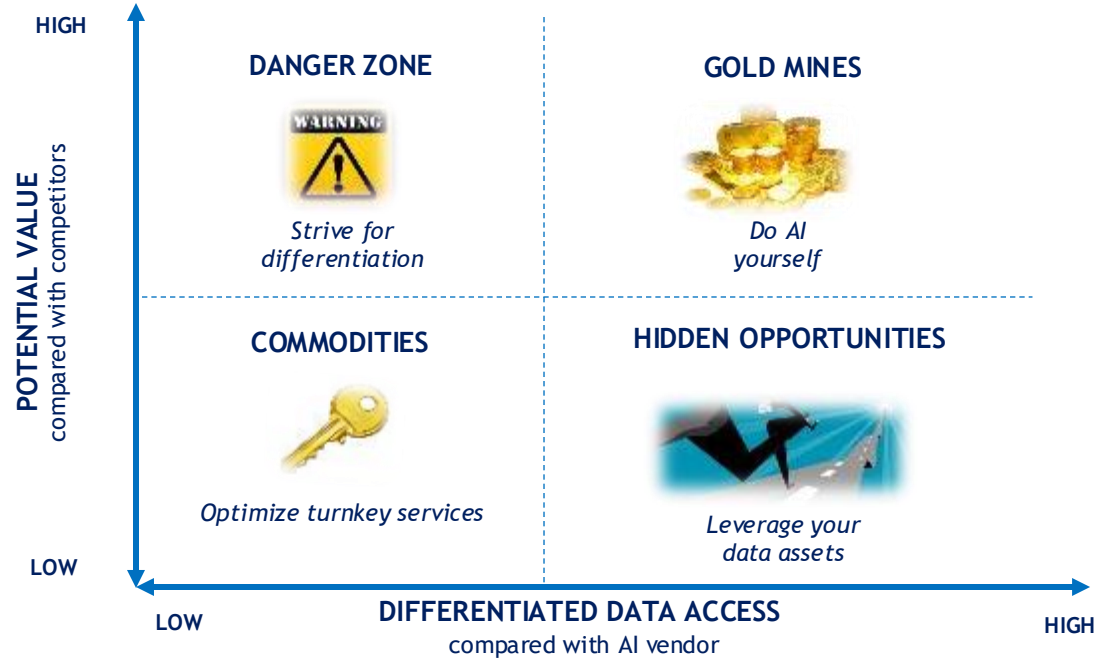 HIGH
DANGER ZONE
GOLD MINES
WARNING
Strive for
differentiation
Do AI
yourself
POTENTIAL VALUE
compared with competitors
COMMODITIES
HIDDEN OPPORTUNITIES
Optimize turnkey services
Leverage your
data assets
LOW
LOW
DIFFERENTIATED DATA ACCESS
compared with AI vendor
HIGH